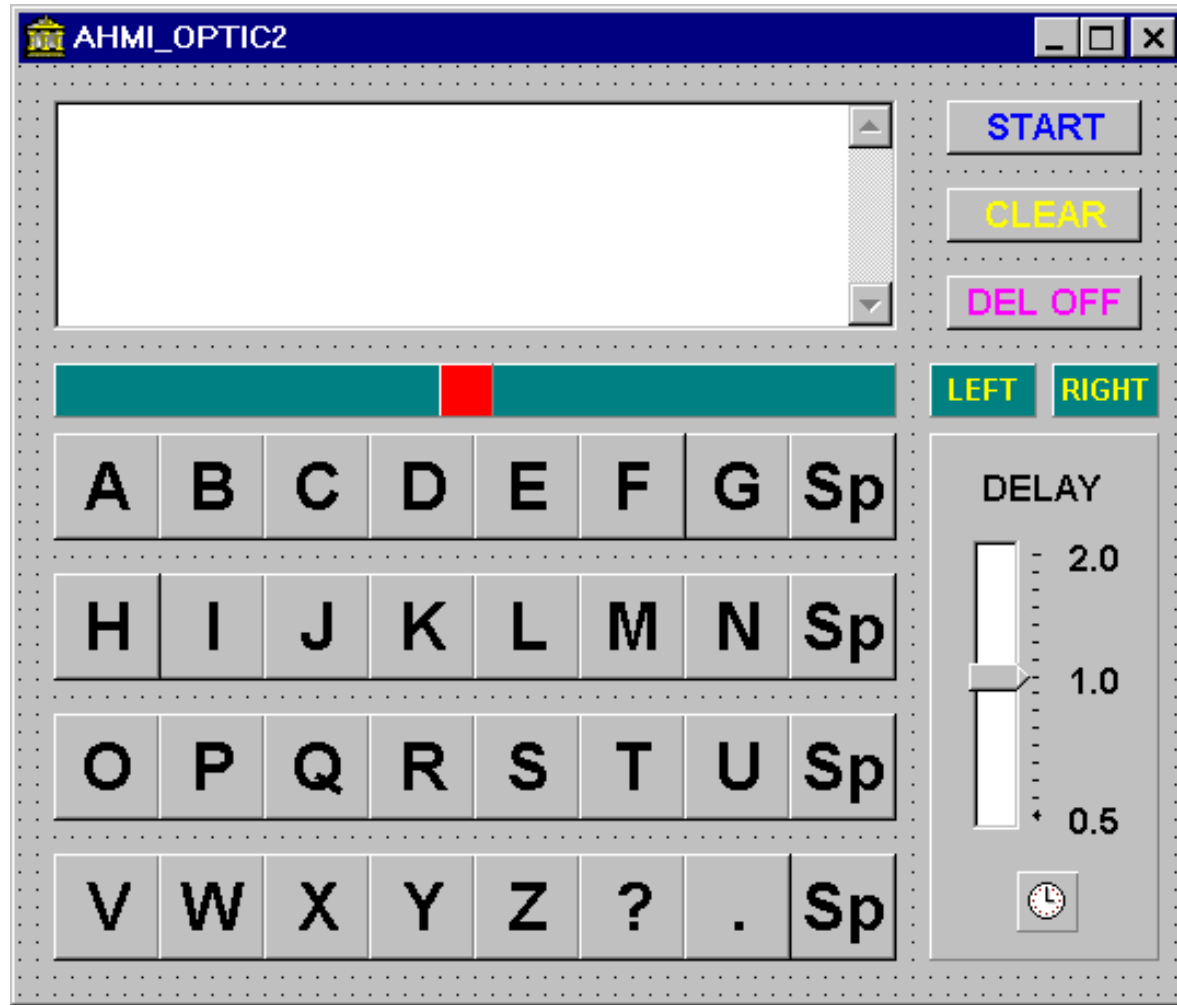 AHMI_OPTIC2
START
CLEAR
DEL OFF
LEFT RIGHT
A B C D E F G Sp
DELAY
2.0
H I J K L M N Sp
1.0
O P Q R S T U Sp
0.5
V W X Y Z ? . Sp